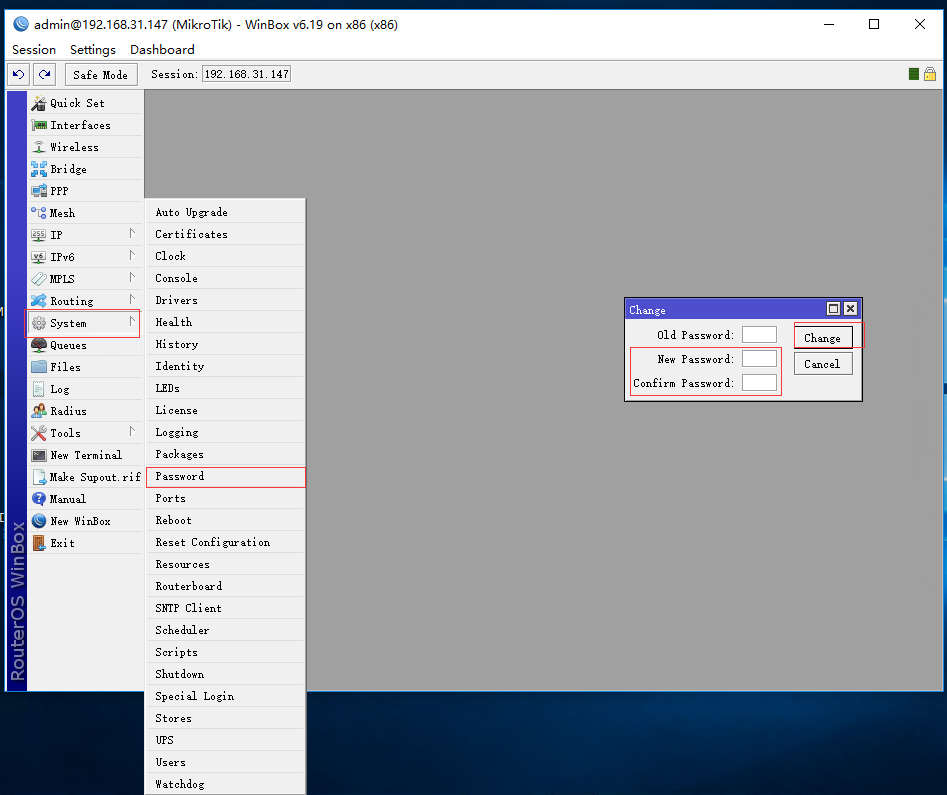 admin@192.168.31.147 (MikroTik) - WinBox v6.19 on x86 (x86)
Session Settings Dashboard
Safe Mode Session: 192.168.31.147
Quick Set
Interfaces
Wireless
Bridge
PPP
Mesh
IP
IPv6
MPLS
Routing
System
Queues
Files
Log
Radius
Tools
New Terminal
Make Supout.rif
Manual
New WinBox
Exit
RouterOS WinBox
Auto Upgrade
Certificates
Clock
Console
Drivers
Health
History
Identity
LEDs
License
Logging
Packages
Password
Ports
Reboot
Reset Configuration
Resources
Routerboard
SNTP Client
Scheduler
Scripts
Shutdown
Special Login
Stores
UPS
Users
Watchdog
Change
Old Password:
New Password:
Confirm Password:
Change
Cancel